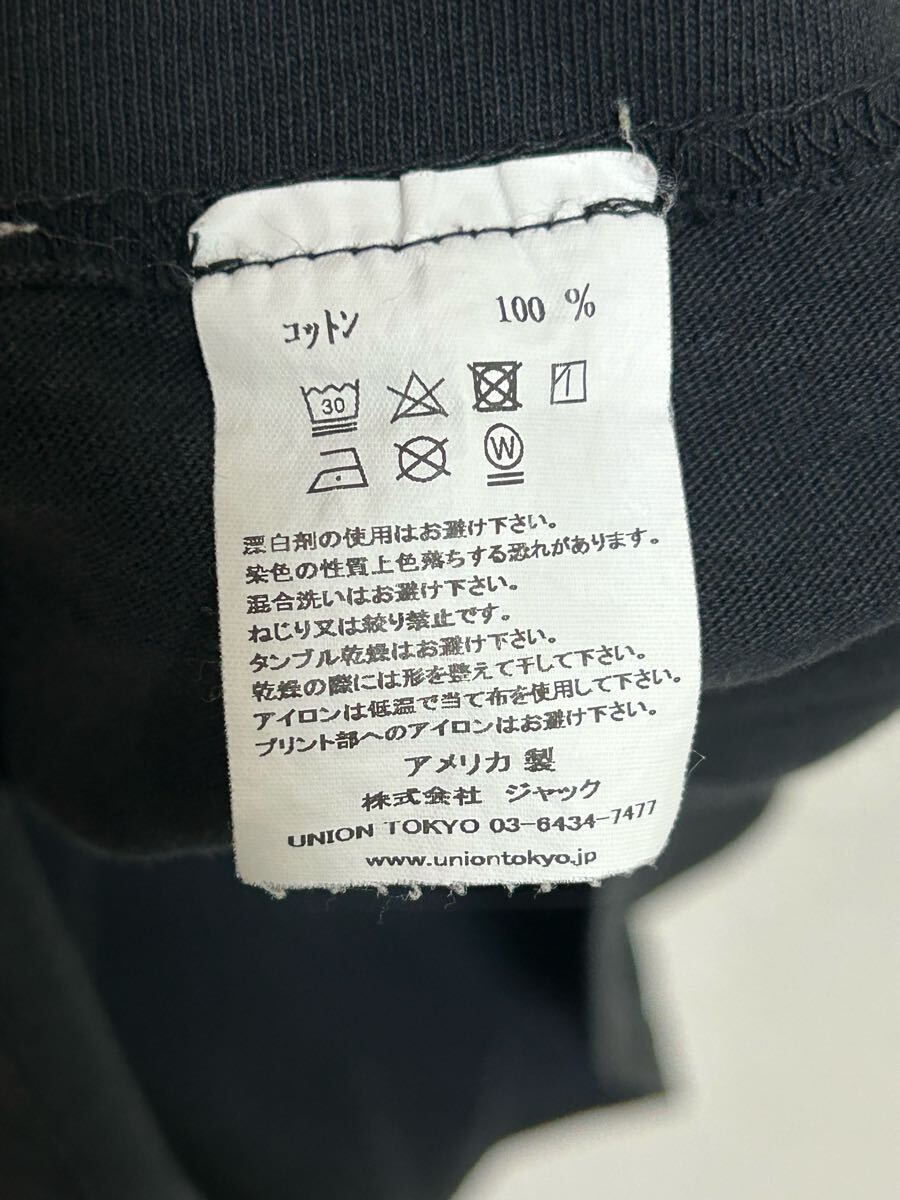 コットン 100 %
30
W
漂白剤の使用はお避け下さい。
染色の性質上色落ちする恐れがあります。
混合洗いはお避け下さい。
ねじり又は絞り禁止です。
タンブル乾燥はお避け下さい。
乾燥の際には形を整えて干して下さい。
アイロンは低温で当て布を使用して下さい。
プリント部へのアイロンはお避け下さい。
アメリカ 製
株式会社 ジャック
UNION TOKYO 03-6434-7477
www.uniontokyo.jp